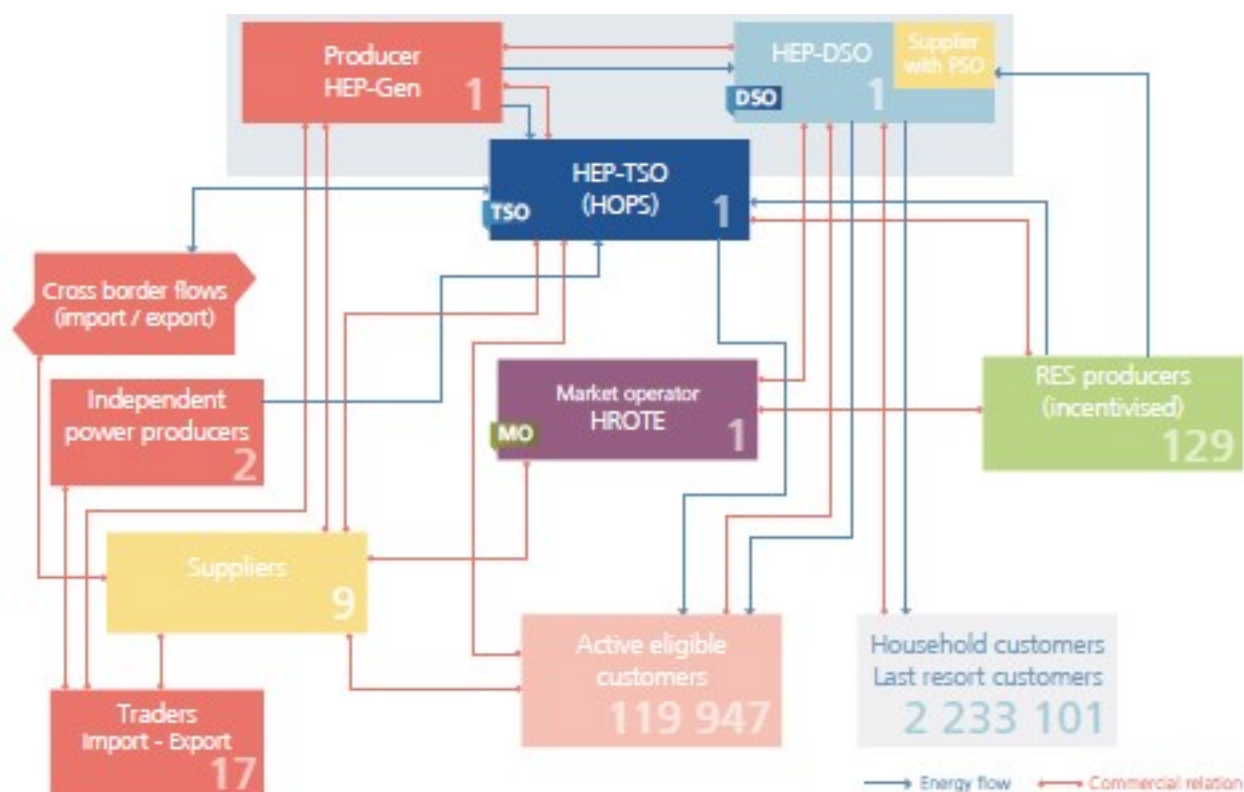 Producer
HEP-Gen
1
HEP-DSO
1
DSO
Supplier
with PSO
HEP-TSO
(HOPS)
1
TSO
Cross border flows
(import / export)
Independent
power producers
2
Market operator
HROTE
1
MO
RES producers
(incentivised)
129
Suppliers
9
Active eligible
customers
119 947
Household customers
Last resort customers
2 233 101
Traders
Import - Export
17
Energy flow
Commercial relation